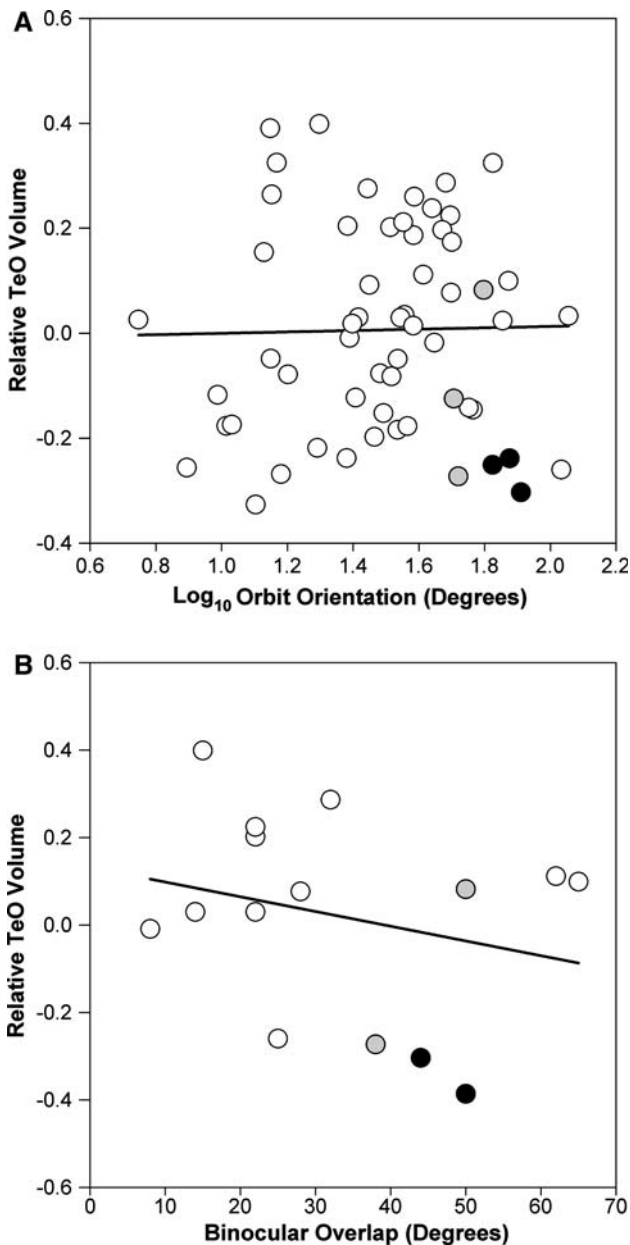 A
0.6
0.4
0.2
0.0
-0.2
-0.4
Relative TeO Volume
0.6 0.8 1.0 1.2 1.4 1.6 1.8 2.0 2.2
Log10 Orbit Orientation (Degrees)
B
0.6
0.4
0.2
0.0
-0.2
-0.4
-0.6
Relative TeO Volume
0 10 20 30 40 50 60 70
Binocular Overlap (Degrees)